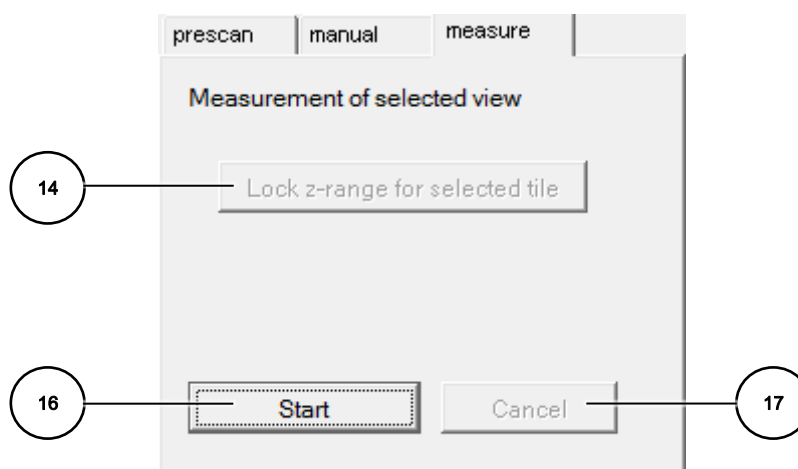 prescan manual measure
Measurement of selected view
14 Lock z-range for selected tile
16 Start Cancel 17